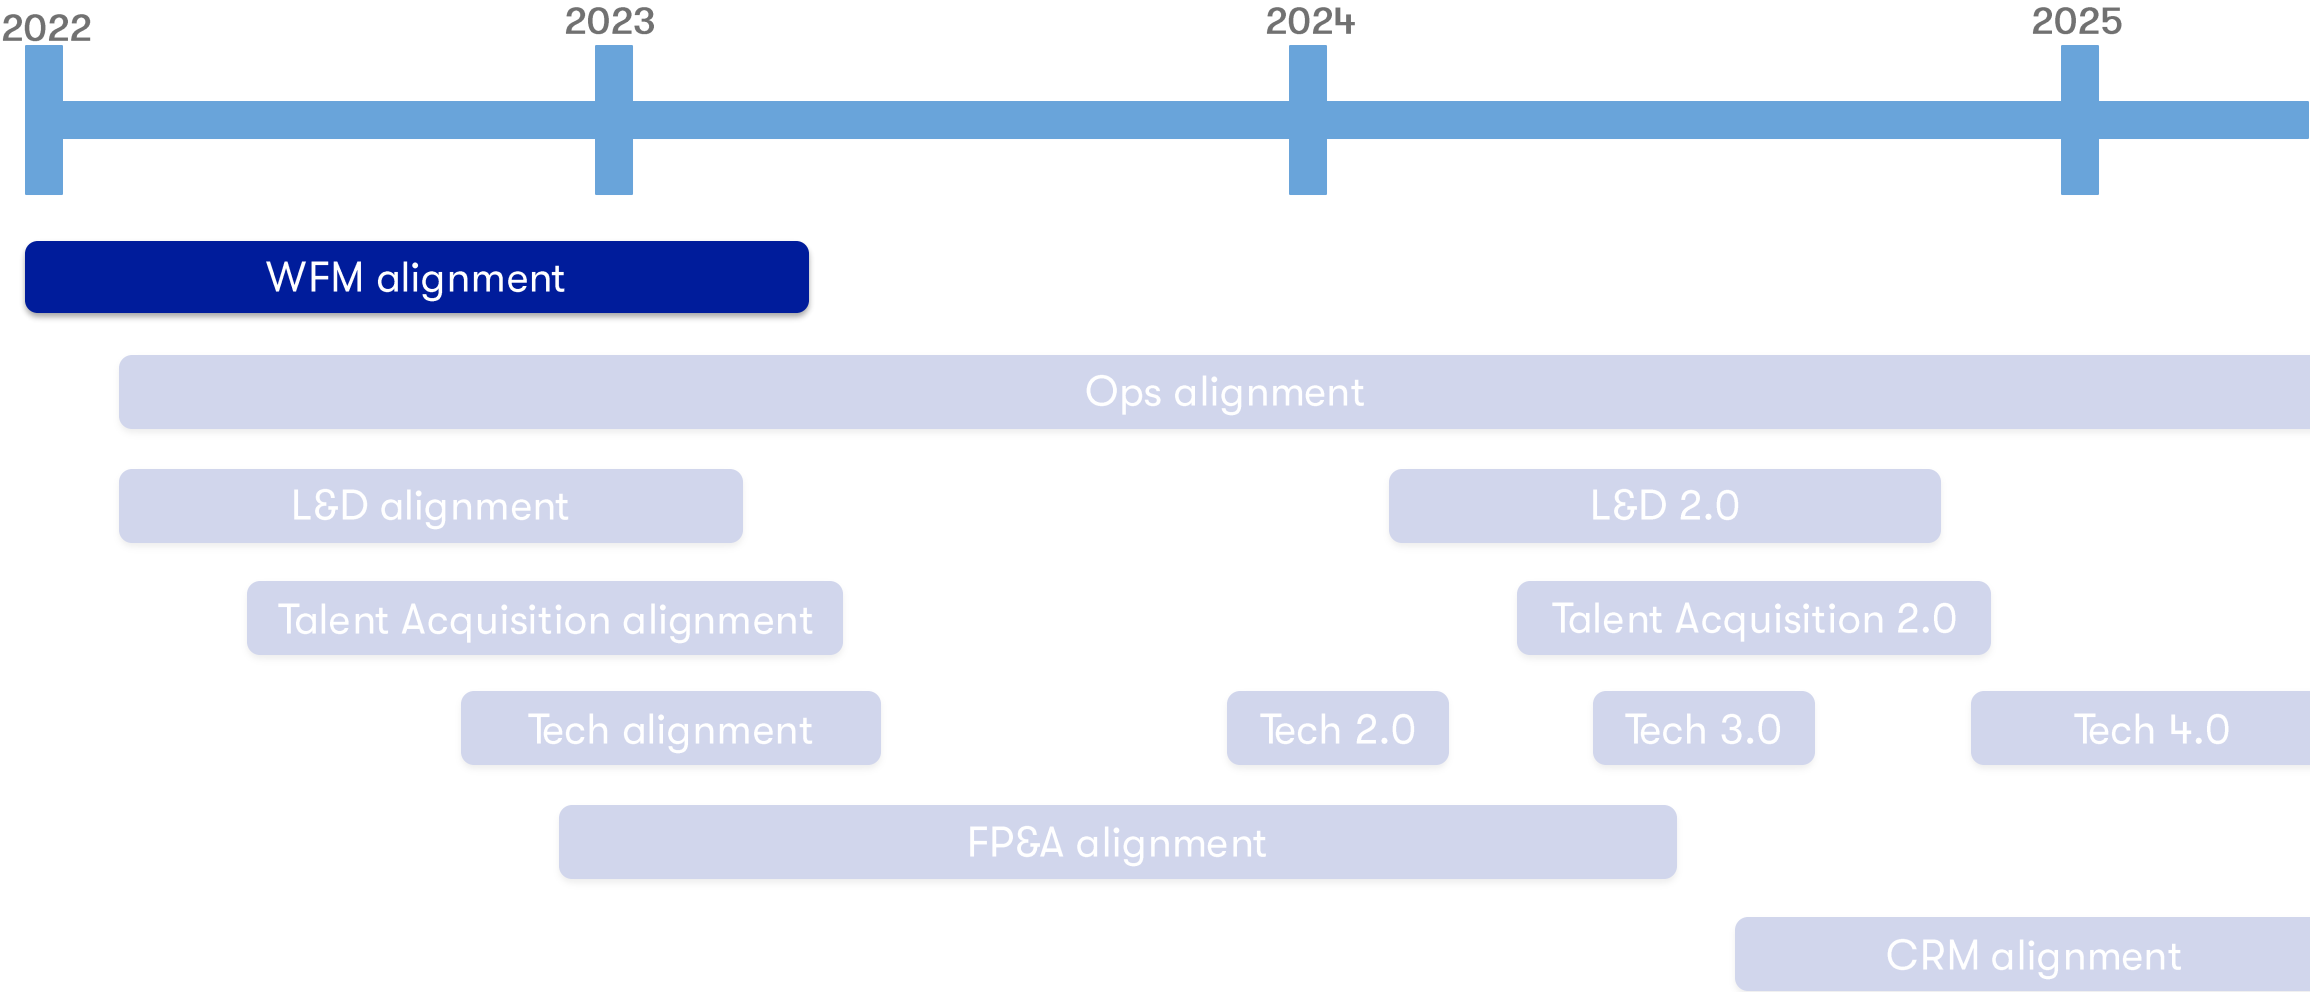 2022
2023
2024
2025
WFM alignment
Ops alignment
L&D alignment
L&D 2.0
Talent Acquisition alignment
Talent Acquisition 2.0
Tech alignment
Tech 2.0
Tech 3.0
Tech 4.0
FP&A alignment
CRM alignment